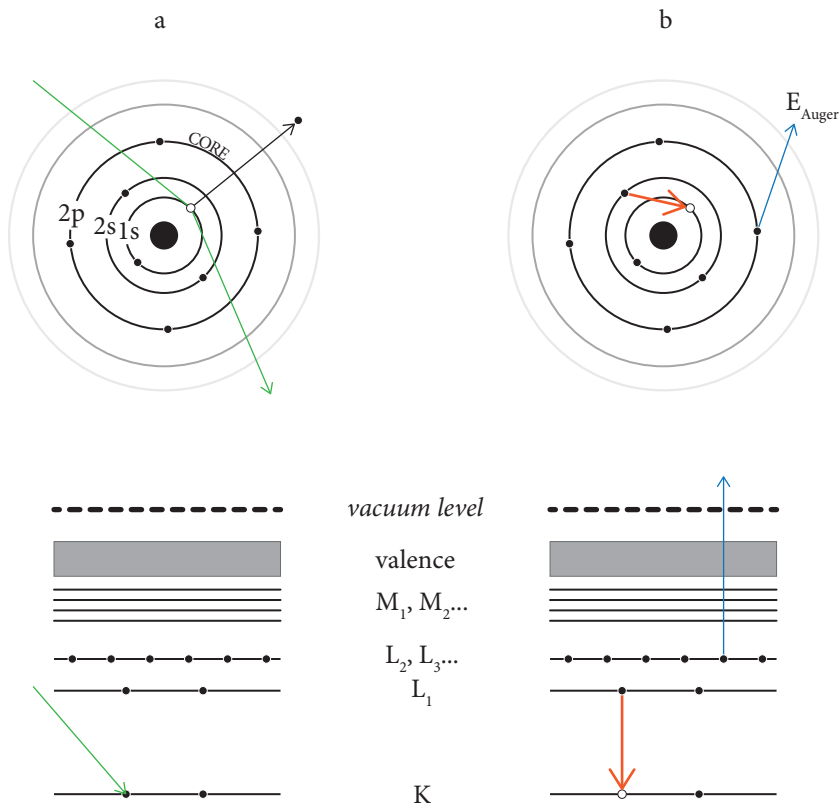 a
b
E_Auger
CORE
2p 2s 1s
vacuum level
valence
M₁, M₂...
L₂, L₃...
L₁
K